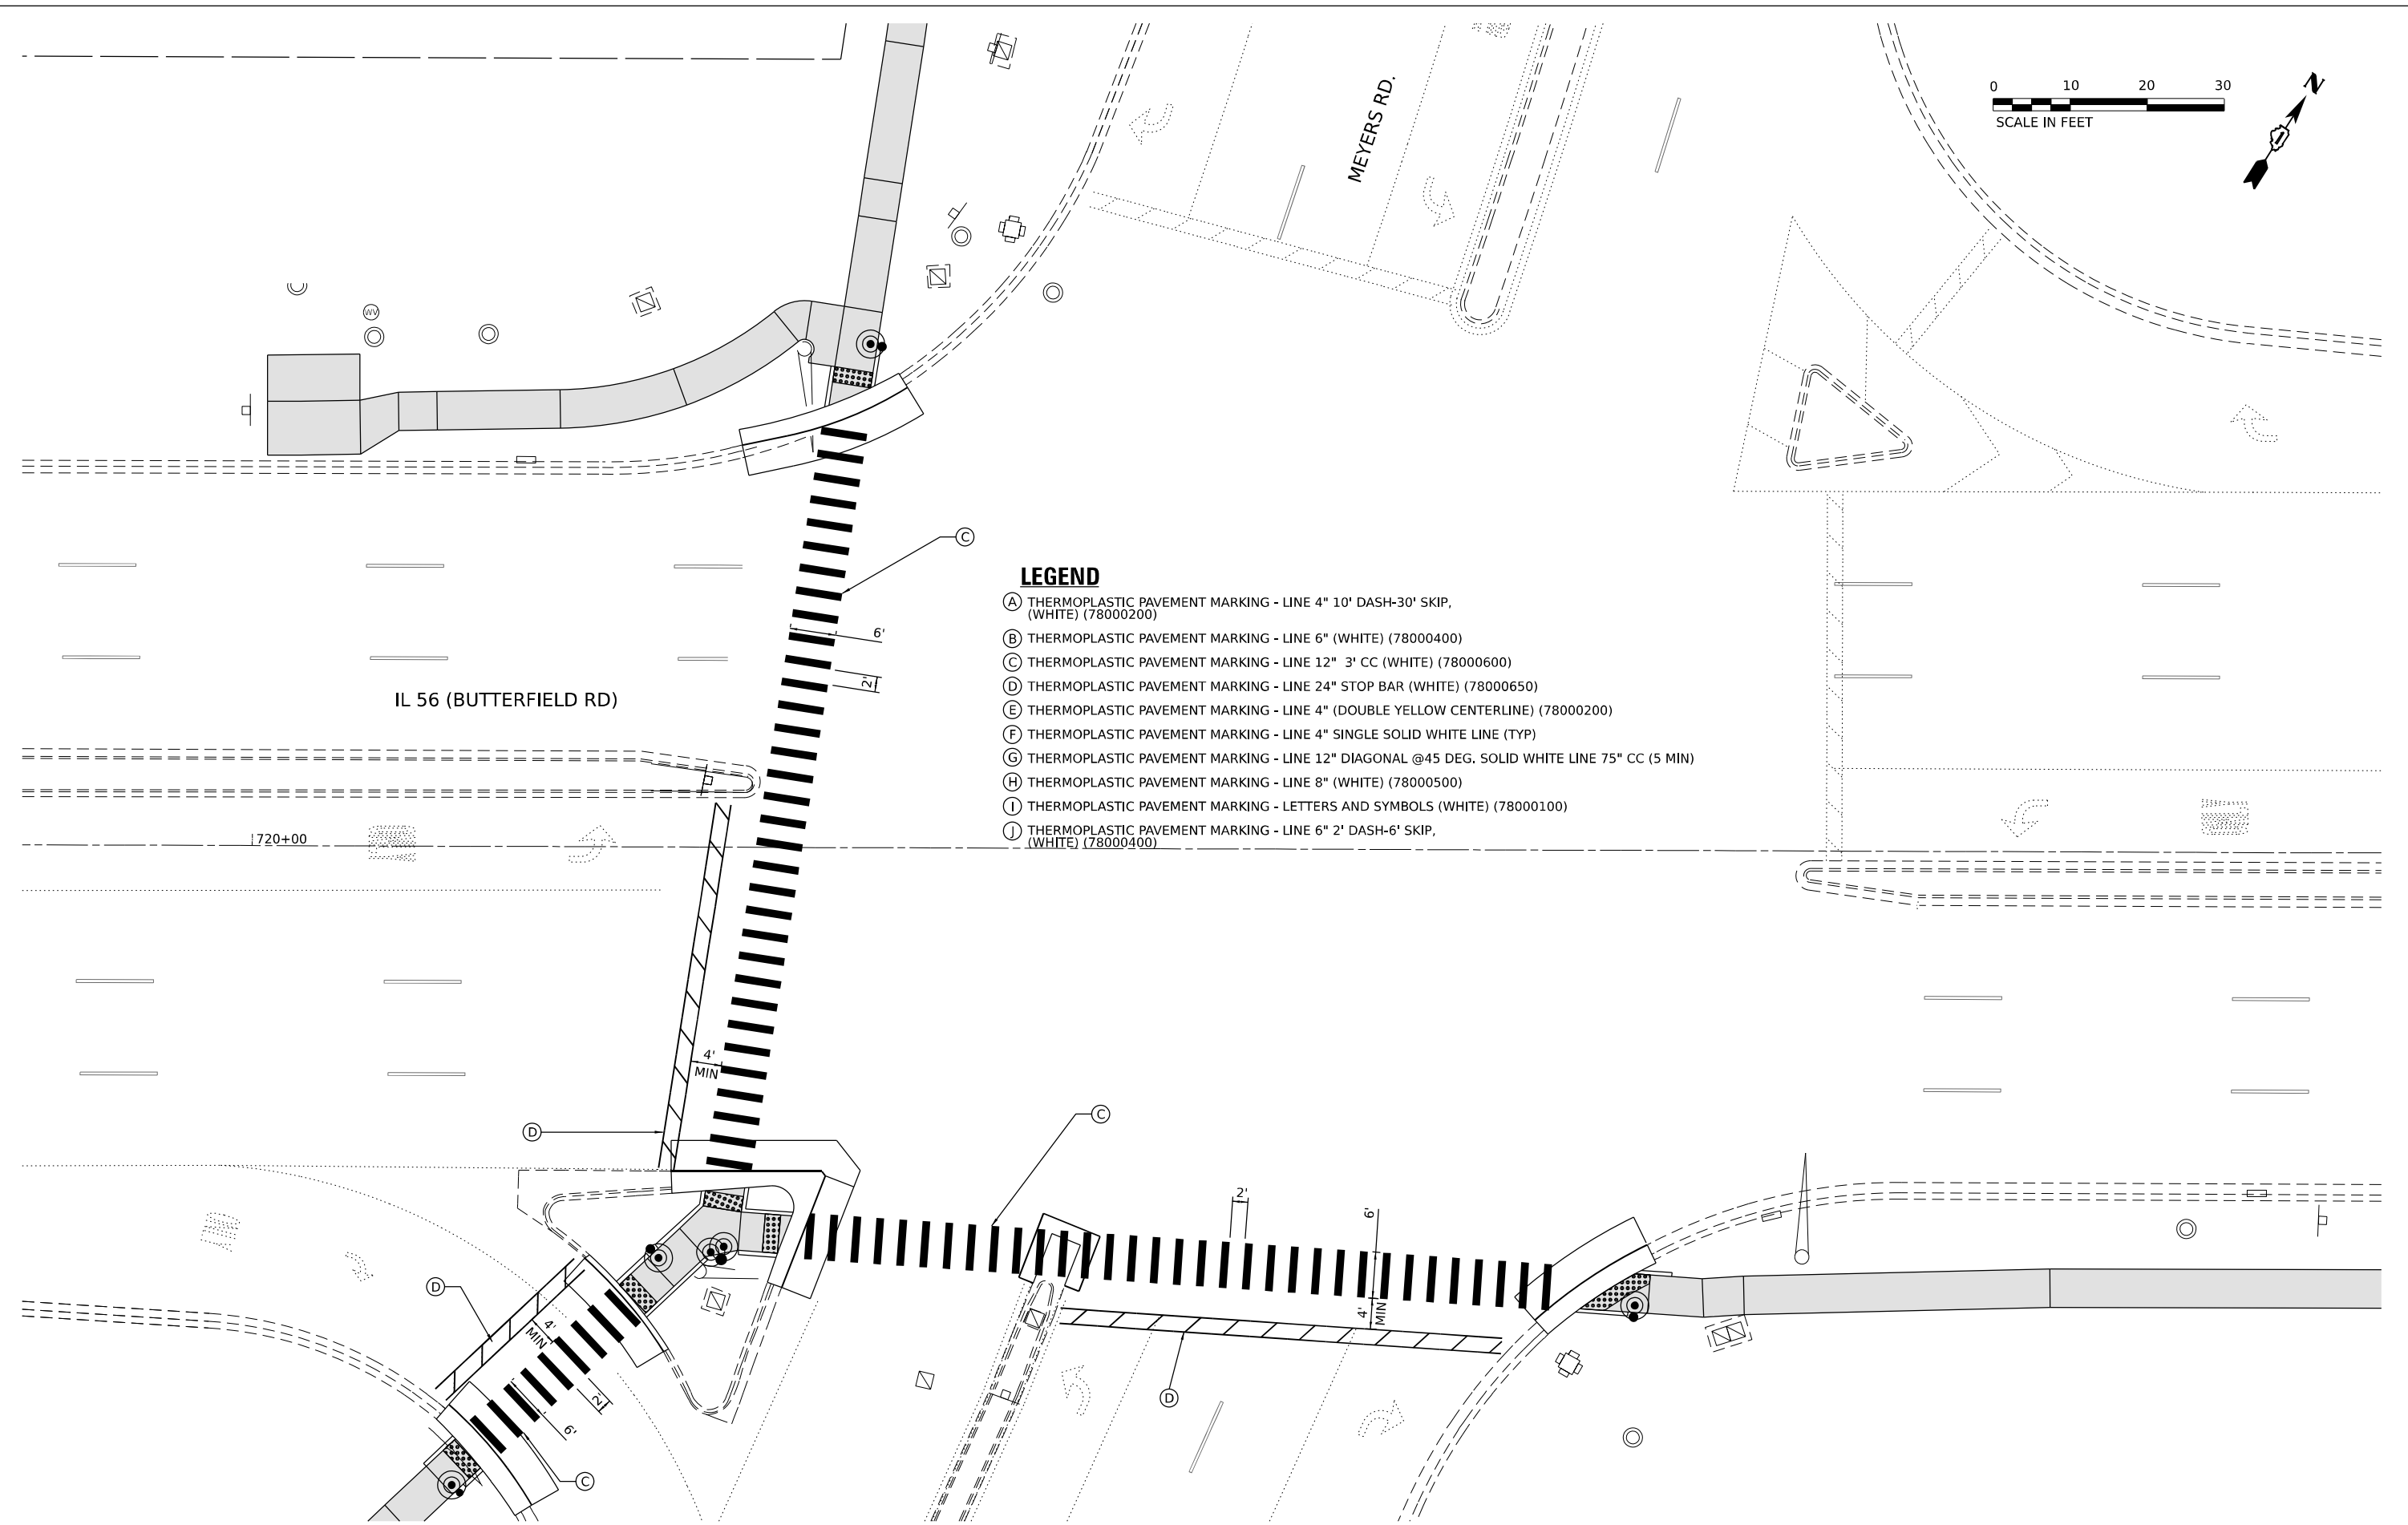 MEYERS RD.
0 10 20 30
SCALE IN FEET
N
WV
C
LEGEND
A THERMOPLASTIC PAVEMENT MARKING - LINE 4" 10' DASH-30' SKIP,
(WHITE) (78000200)
B THERMOPLASTIC PAVEMENT MARKING - LINE 6" (WHITE) (78000400)
C THERMOPLASTIC PAVEMENT MARKING - LINE 12" 3' CC (WHITE) (78000600)
D THERMOPLASTIC PAVEMENT MARKING - LINE 24" STOP BAR (WHITE) (78000650)
E THERMOPLASTIC PAVEMENT MARKING - LINE 4" (DOUBLE YELLOW CENTERLINE) (78000200)
F THERMOPLASTIC PAVEMENT MARKING - LINE 4" SINGLE SOLID WHITE LINE (TYP)
G THERMOPLASTIC PAVEMENT MARKING - LINE 12" DIAGONAL @45 DEG. SOLID WHITE LINE 75" CC (5 MIN)
H THERMOPLASTIC PAVEMENT MARKING - LINE 8" (WHITE) (78000500)
I THERMOPLASTIC PAVEMENT MARKING - LETTERS AND SYMBOLS (WHITE) (78000100)
J THERMOPLASTIC PAVEMENT MARKING - LINE 6" 2' DASH-6' SKIP,
(WHITE) (78000400)
6'
2'
IL 56 (BUTTERFIELD RD)
720+00
4'
MIN
D
C
2'
6'
4'
MIN
D
D
4'
MIN
2'
6'
C